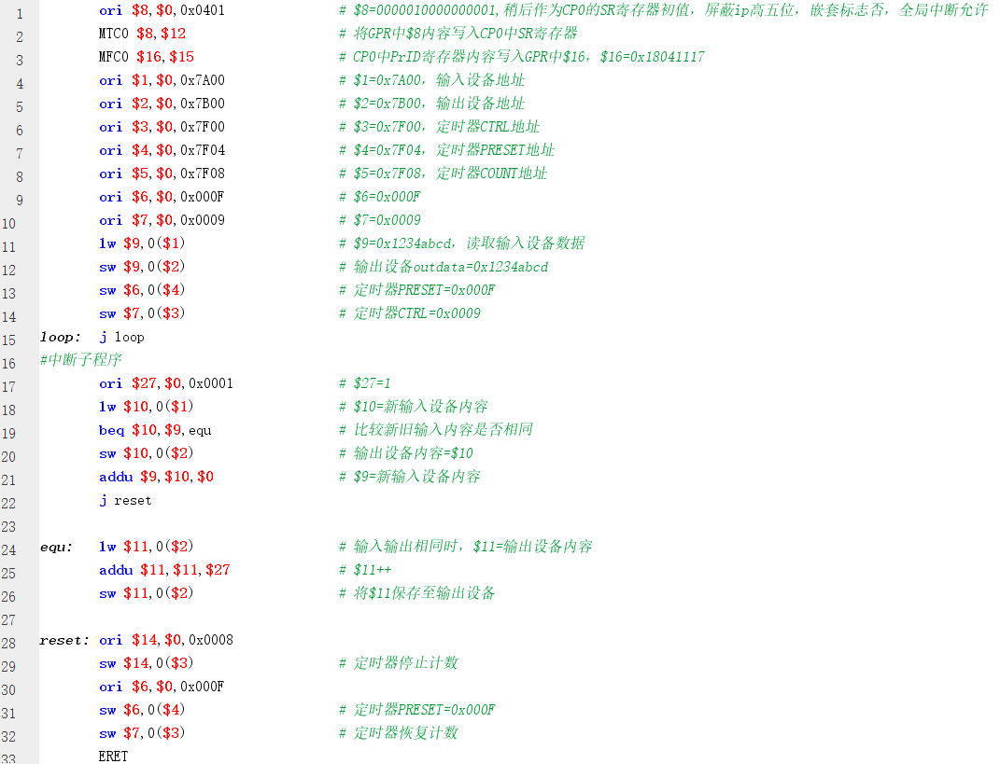 1 ori $8,$0,0x0401 # $8=0000010000000001,稍后作为CP0的SR寄存器初值，屏蔽ip高五位，嵌套标志否，全局中断允许
2 MTC0 $8,$12 # 将GPR中$8内容写入CP0中SR寄存器
3 MFC0 $16,$15 # CP0中PrID寄存器内容写入GPR中$16，$16=0x18041117
4 ori $1,$0,0x7A00 # $1=0x7A00，输入设备地址
5 ori $2,$0,0x7B00 # $2=0x7B00，输出设备地址
6 ori $3,$0,0x7F00 # $3=0x7F00，定时器CTRL地址
7 ori $4,$0,0x7F04 # $4=0x7F04，定时器PRESET地址
8 ori $5,$0,0x7F08 # $5=0x7F08，定时器COUNT地址
9 ori $6,$0,0x000F # $6=0x000F
10 ori $7,$0,0x0009 # $7=0x0009
11 lw $9,0($1) # $9=0x1234abcd，读取输入设备数据
12 sw $9,0($2) # 输出设备outdata=0x1234abcd
13 sw $6,0($4) # 定时器PRESET=0x000F
14 sw $7,0($3) # 定时器CTRL=0x0009
15 loop: j loop
16 #中断子程序
17 ori $27,$0,0x0001 # $27=1
18 lw $10,0($1) # $10=新输入设备内容
19 beq $10,$9,equ # 比较新旧输入内容是否相同
20 sw $10,0($2) # 输出设备内容=$10
21 addu $9,$10,$0 # $9=新输入设备内容
22 j reset
23
24 equ: lw $11,0($2) # 输入输出相同时，$11=输出设备内容
25 addu $11,$11,$27 # $11++
26 sw $11,0($2) # 将$11保存至输出设备
27
28 reset: ori $14,$0,0x0008
29 sw $14,0($3) # 定时器停止计数
30 ori $6,$0,0x000F
31 sw $6,0($4) # 定时器PRESET=0x000F
32 sw $7,0($3) # 定时器恢复计数
33 ERET